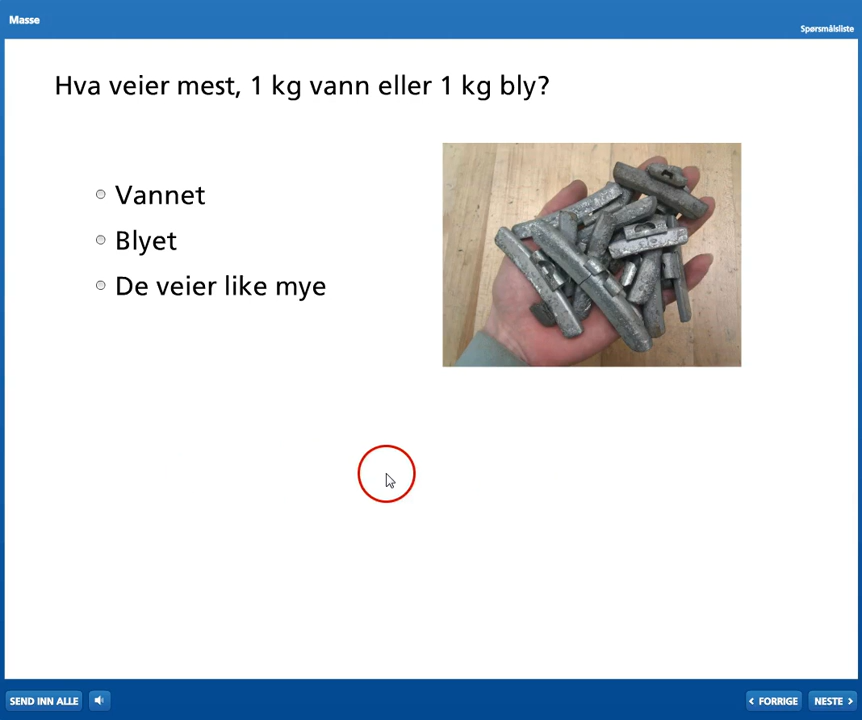 Masse
Spørsmålsliste
Hva veier mest, 1 kg vann eller 1 kg bly?
Vannet
Blyet
De veier like mye
SEND INN ALLE
FORRIGE
NESTE